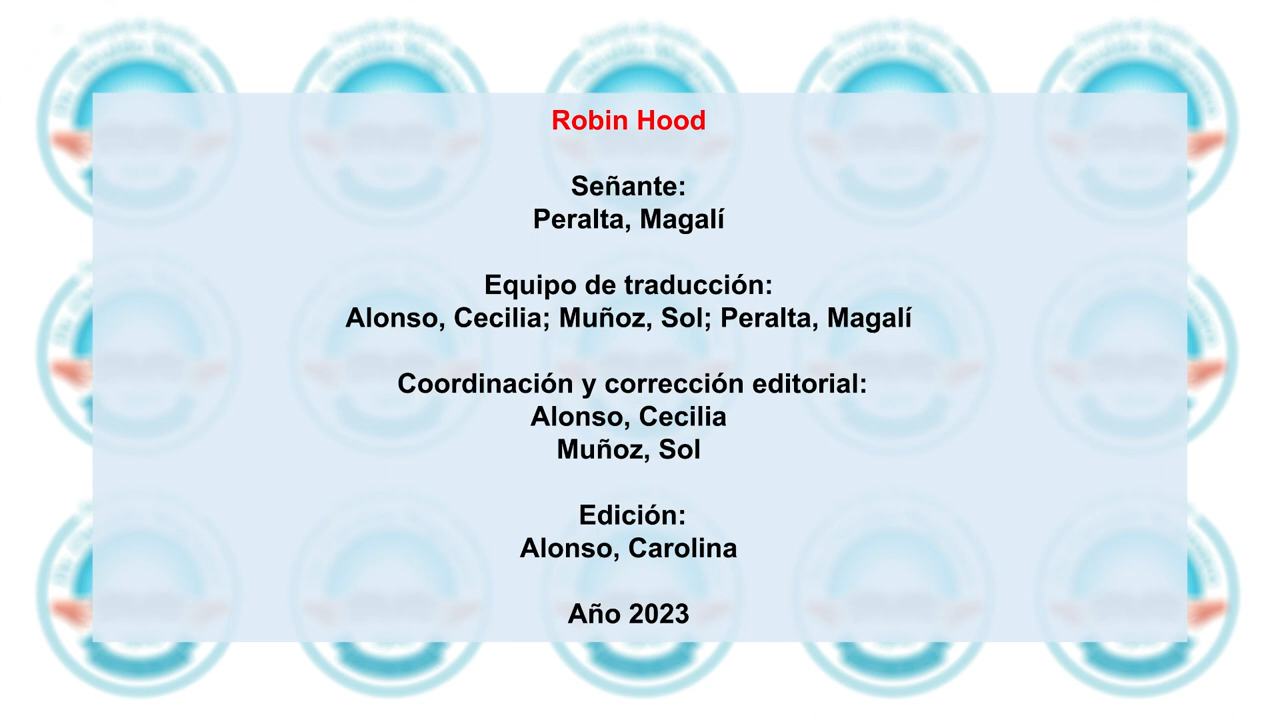 Robin Hood
Señante:
Peralta, Magalí
Equipo de traducción:
Alonso, Cecilia; Muñoz, Sol; Peralta, Magalí
Coordinación y corrección editorial:
Alonso, Cecilia
Muñoz, Sol
Edición:
Alonso, Carolina
Año 2023